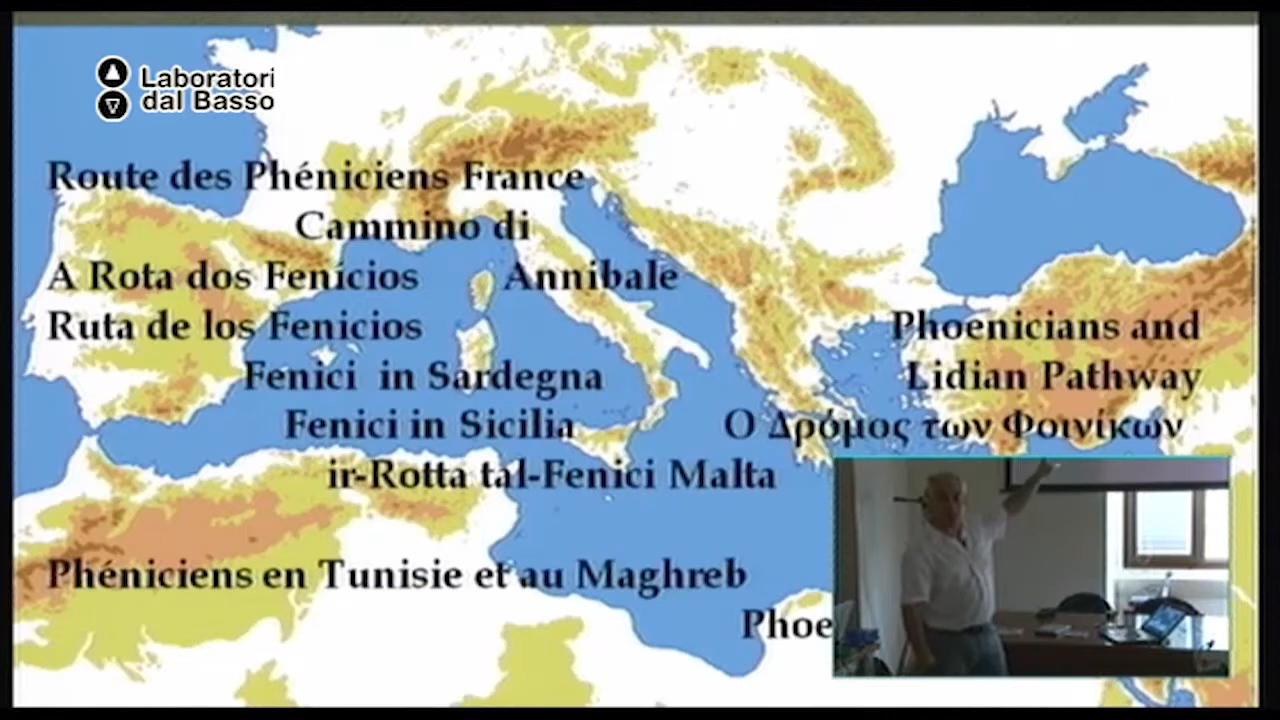 Laboratori
dal Basso
Route des Phéniciens France
Cammino di
A Rota dos Fenícios Annibale
Ruta de los Fenicios Phoenicians and
Fenici in Sardegna Lidian Pathway
Fenici in Sicilia Ο Δρόμος των Φοινίκων
ir-Rotta tal-Fenici Malta
Phéniciens en Tunisie et au Maghreb
Phoe